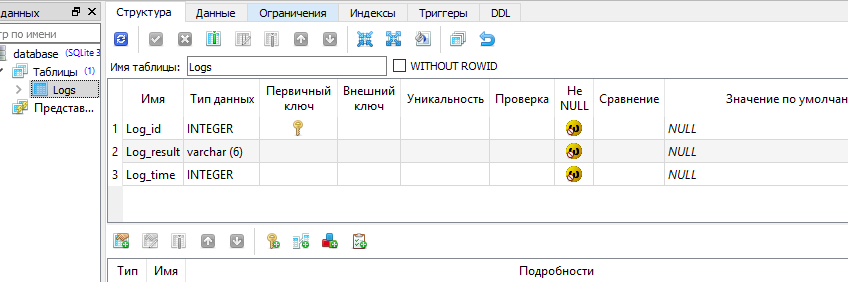 данных
Структура Данные Ограничения Индексы Триггеры DDL
тр по имени
database (SQLite 3
Таблицы (1)
Logs
Представ...
Имя таблицы: Logs WITHOUT ROWID
Имя Тип данных Первичный ключ Внешний ключ Уникальность Проверка Не NULL Сравнение Значение по умолчан
1 Log_id INTEGER NULL
2 Log_result varchar (6) NULL
3 Log_time INTEGER NULL
Тип Имя Подробности